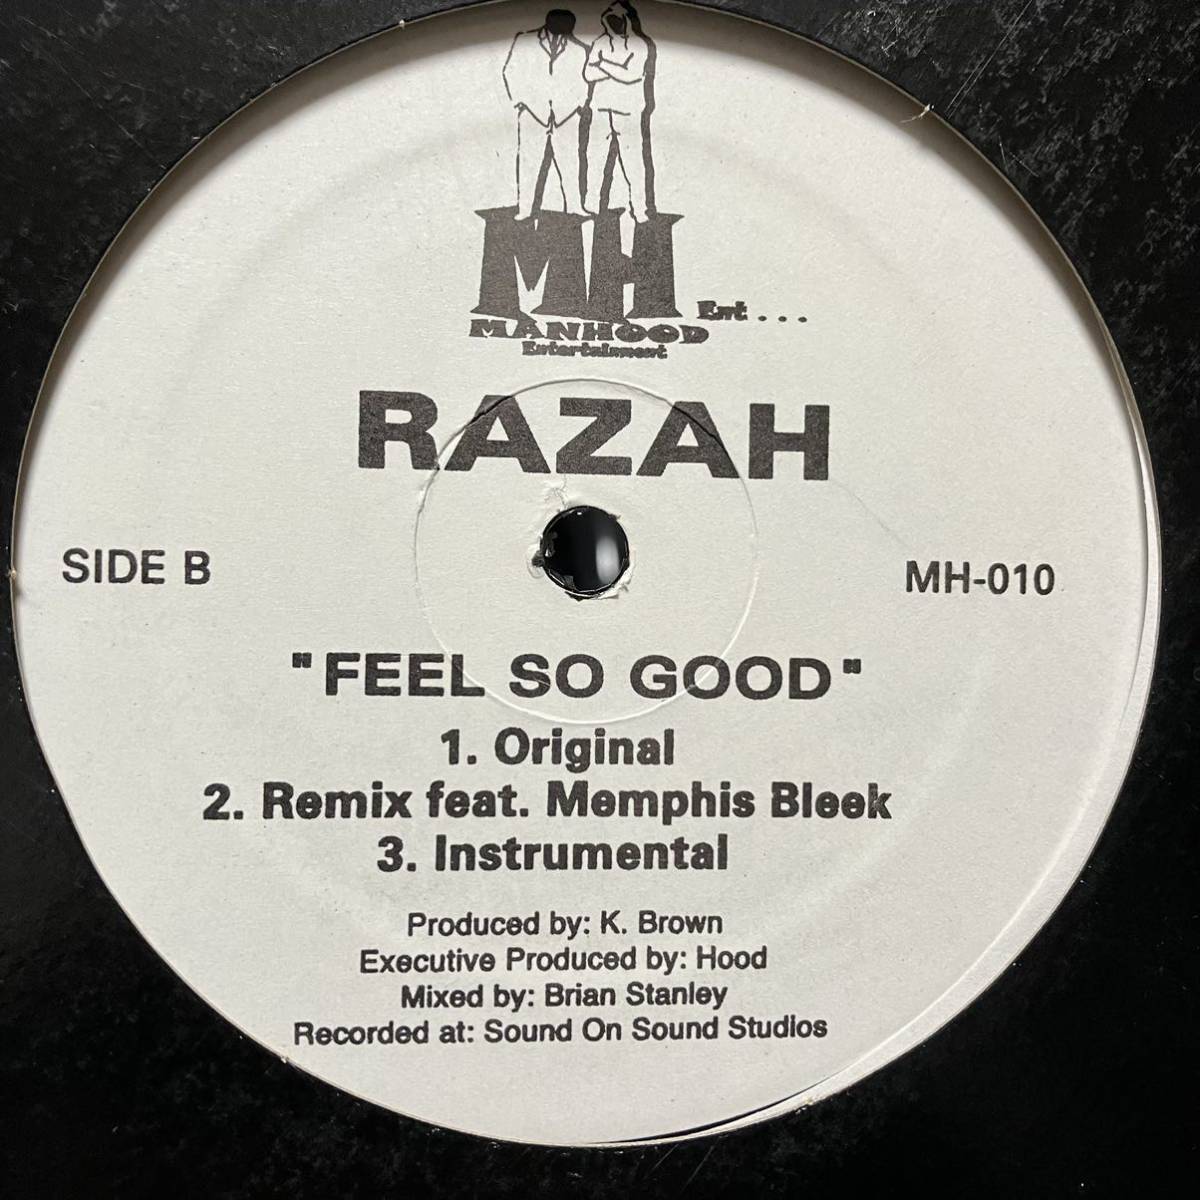 MH Ent...
MANHOOD
Entertainment
RAZAH
SIDE B
MH-010
"FEEL SO GOOD"
1. Original
2. Remix feat. Memphis Bleek
3. Instrumental
Produced by: K. Brown
Executive Produced by: Hood
Mixed by: Brian Stanley
Recorded at: Sound On Sound Studios